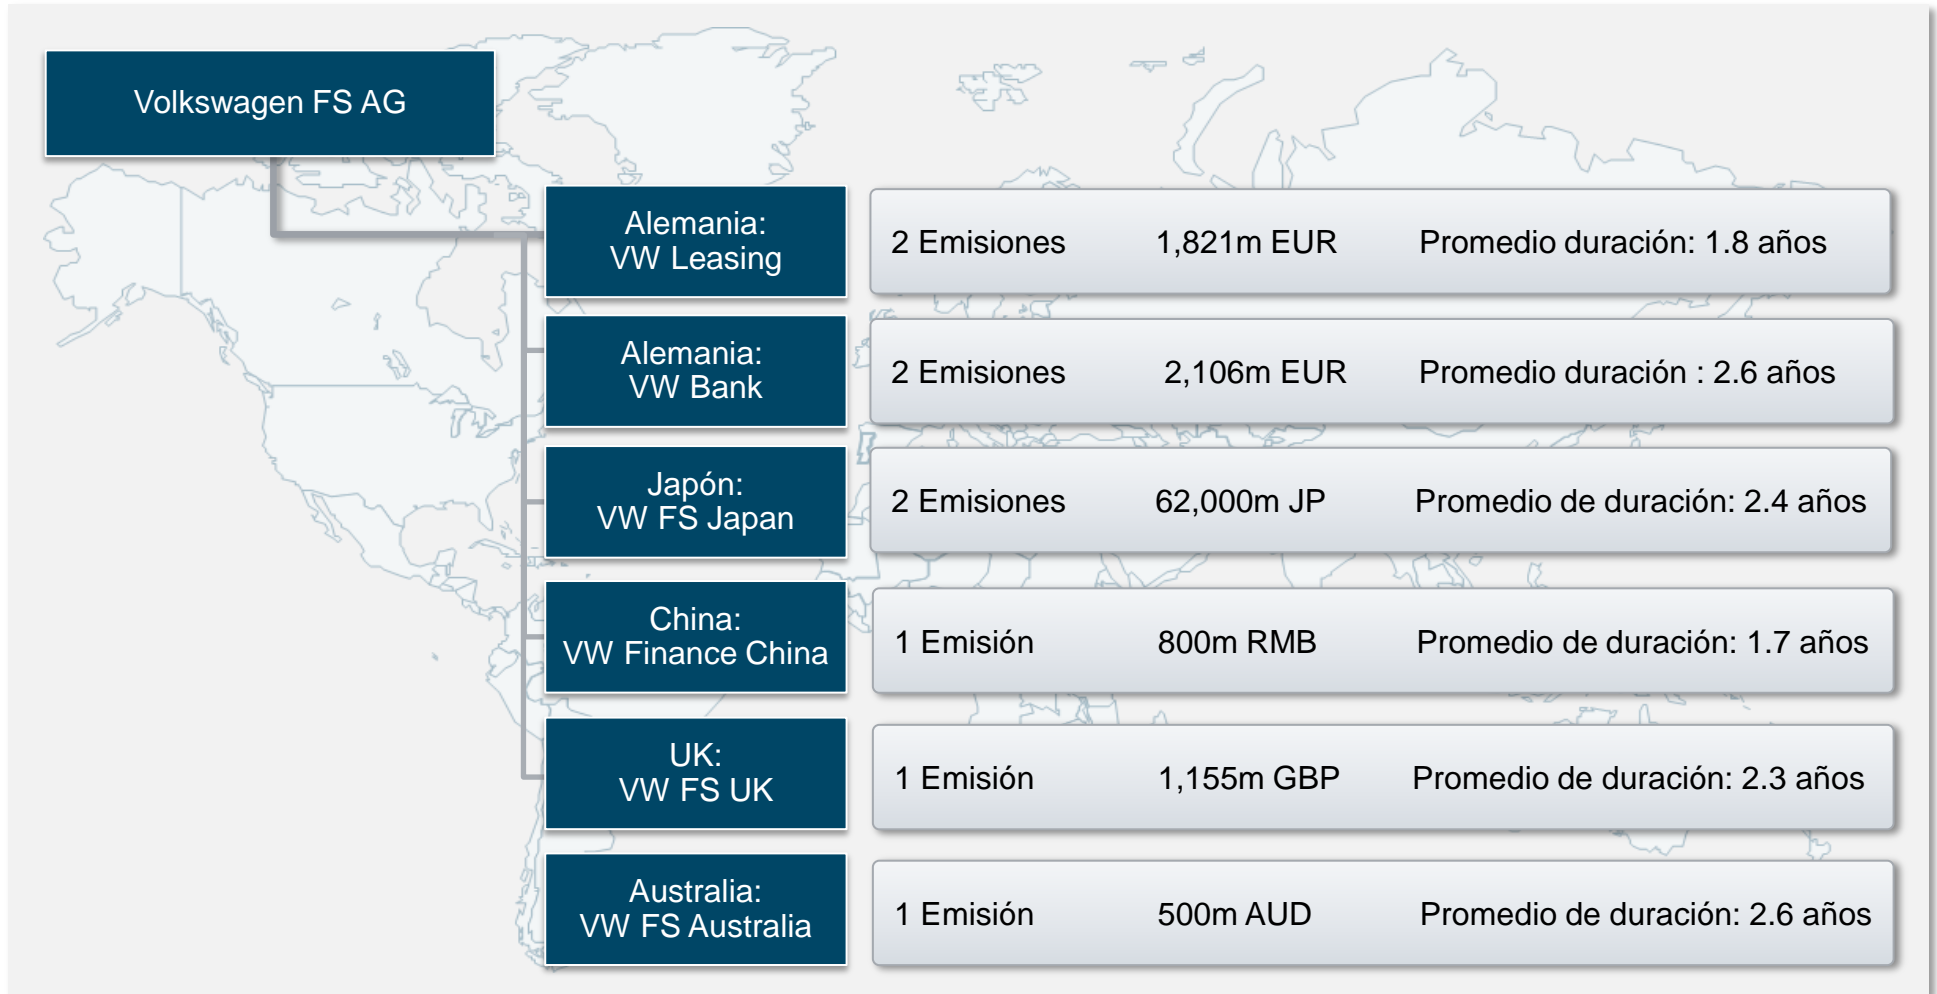 Volkswagen FS AG
Alemania:
VW Leasing
2 Emisiones 1,821m EUR Promedio duración: 1.8 años
Alemania:
VW Bank
2 Emisiones 2,106m EUR Promedio duración : 2.6 años
Japón:
VW FS Japan
2 Emisiones 62,000m JP Promedio de duración: 2.4 años
China:
VW Finance China
1 Emisión 800m RMB Promedio de duración: 1.7 años
UK:
VW FS UK
1 Emisión 1,155m GBP Promedio de duración: 2.3 años
Australia:
VW FS Australia
1 Emisión 500m AUD Promedio de duración: 2.6 años